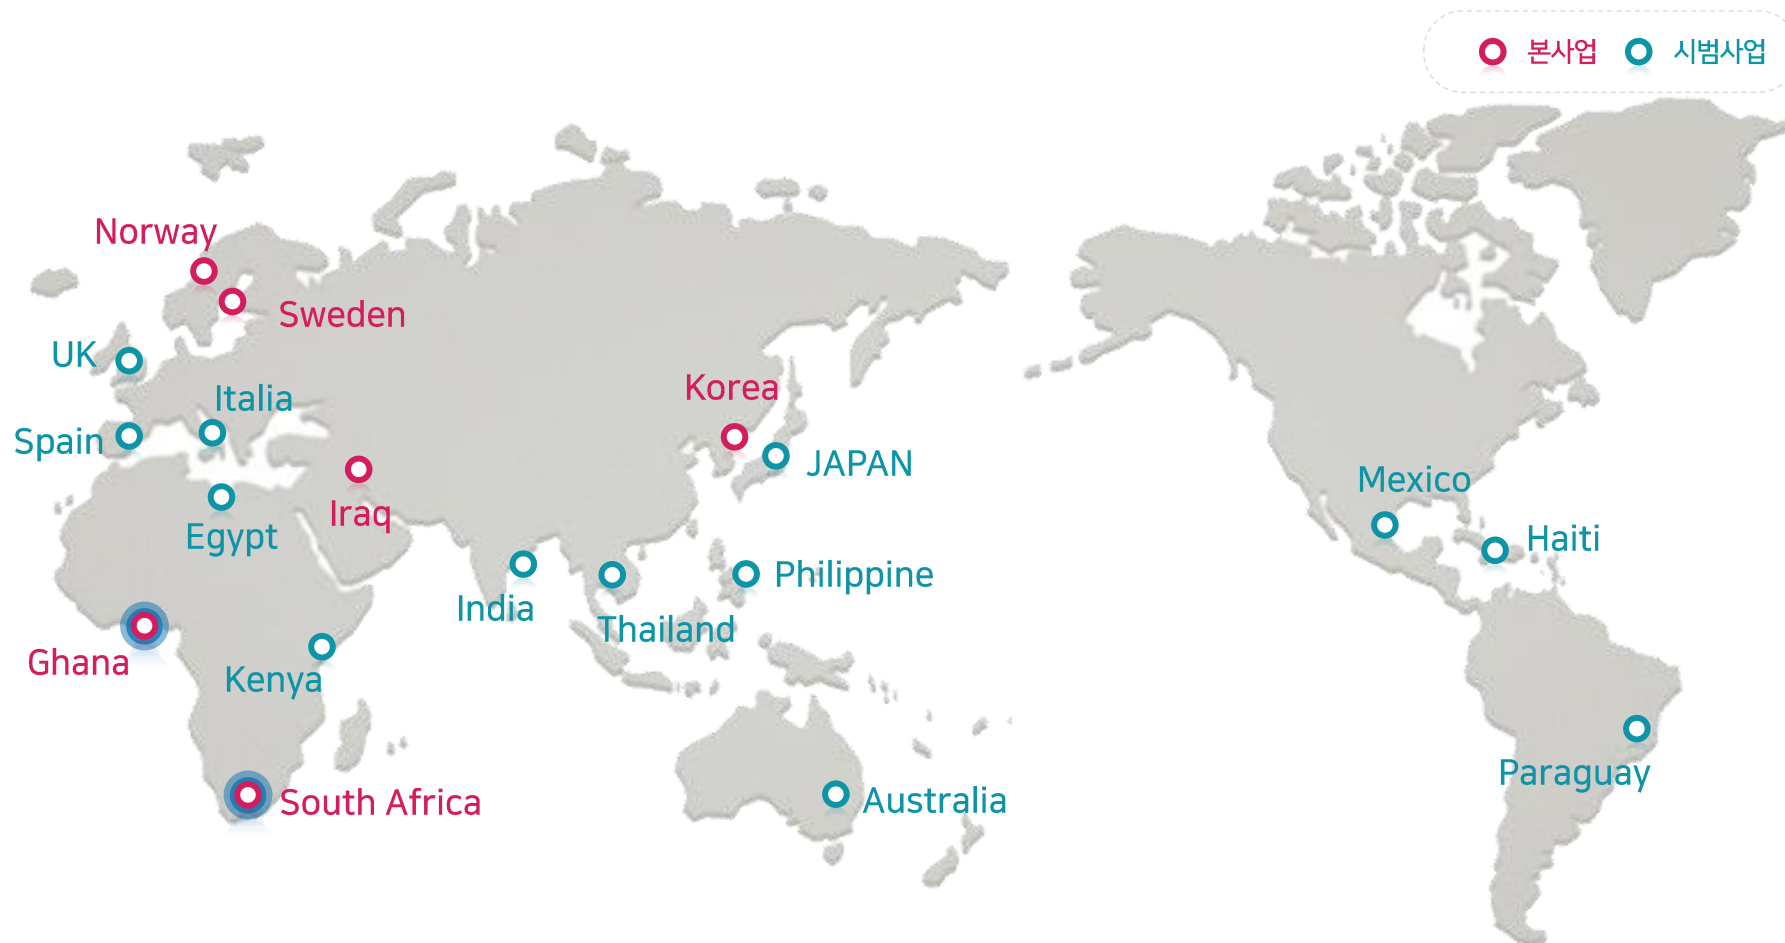 본사업
시범사업
Norway
Sweden
UK
Italia
Korea
Spain
JAPAN
Mexico
Iraq
Egypt
Haiti
Philippine
India
Thailand
Ghana
Kenya
Paraguay
South Africa
Australia